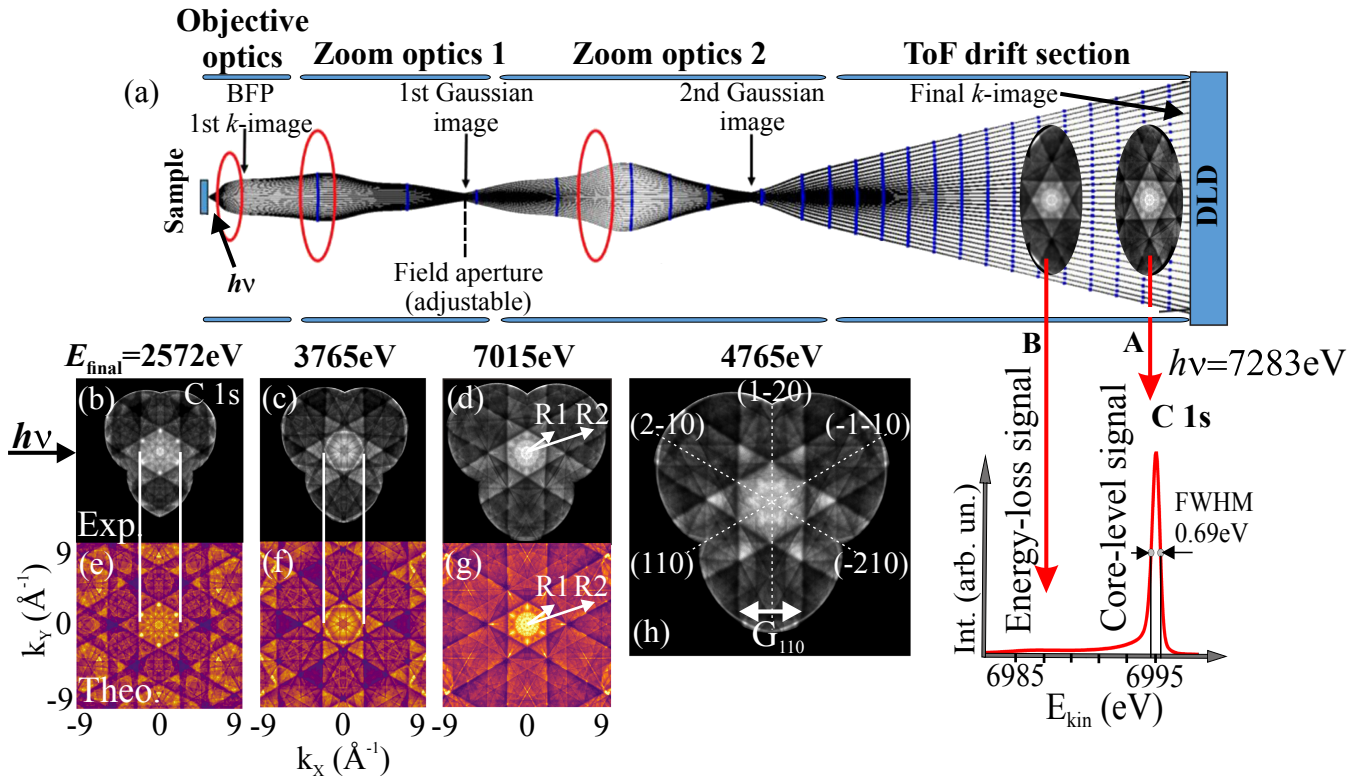 Objective optics
Zoom optics 1
Zoom optics 2
ToF drift section
(a)
BFP
1st k-image
1st Gaussian image
2nd Gaussian image
Final k-image
Sample
hν
Field aperture (adjustable)
DLD
E_final=2572eV
3765eV
7015eV
4765eV
B
A
hν=7283eV
(b)
C 1s
(c)
(d)
R1 R2
hν
Exp.
(e)
(f)
(g)
R1 R2
Theo.
9
0
-9
k_Y (Å⁻¹)
-9
0
9
-9
0
9
-9
0
9
k_X (Å⁻¹)
(1-20)
(2-10)
(-1-10)
(110)
(-210)
(h)
G₁₁₀
C 1s
Energy-loss signal
Core-level signal
FWHM
0.69eV
Int. (arb. un.)
6985
6995
E_kin (eV)